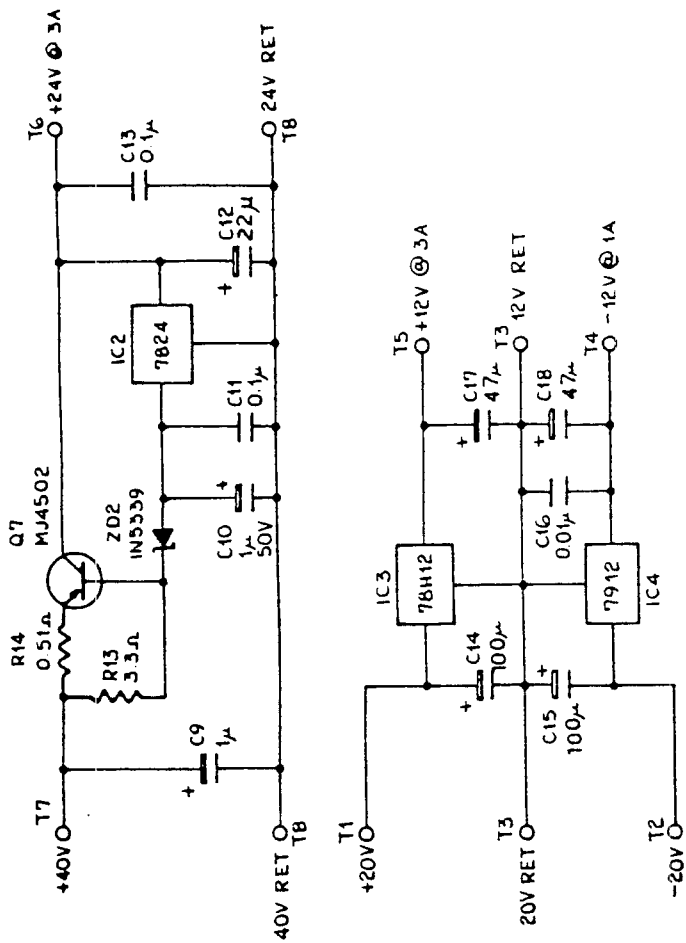 +40V
T7
C9
1µ
+
40V RET
T8
R14
0.51Ω
R13
3.3Ω
Q7
MJ4502
ZD2
1N5339
C10
1µ
50V
+
C11
0.1µ
IC2
7824
C12
22µ
+
C13
0.1µ
T6
+24V @ 3A
24V RET
T8
T1
+20V
T3
20V RET
T2
-20V
C14
100µ
+
C15
100µ
+
IC3
78H12
IC4
7912
C16
0.01µ
C17
47µ
+
C18
47µ
+
T5
+12V @ 3A
T3
12V RET
T4
-12V @ 1A